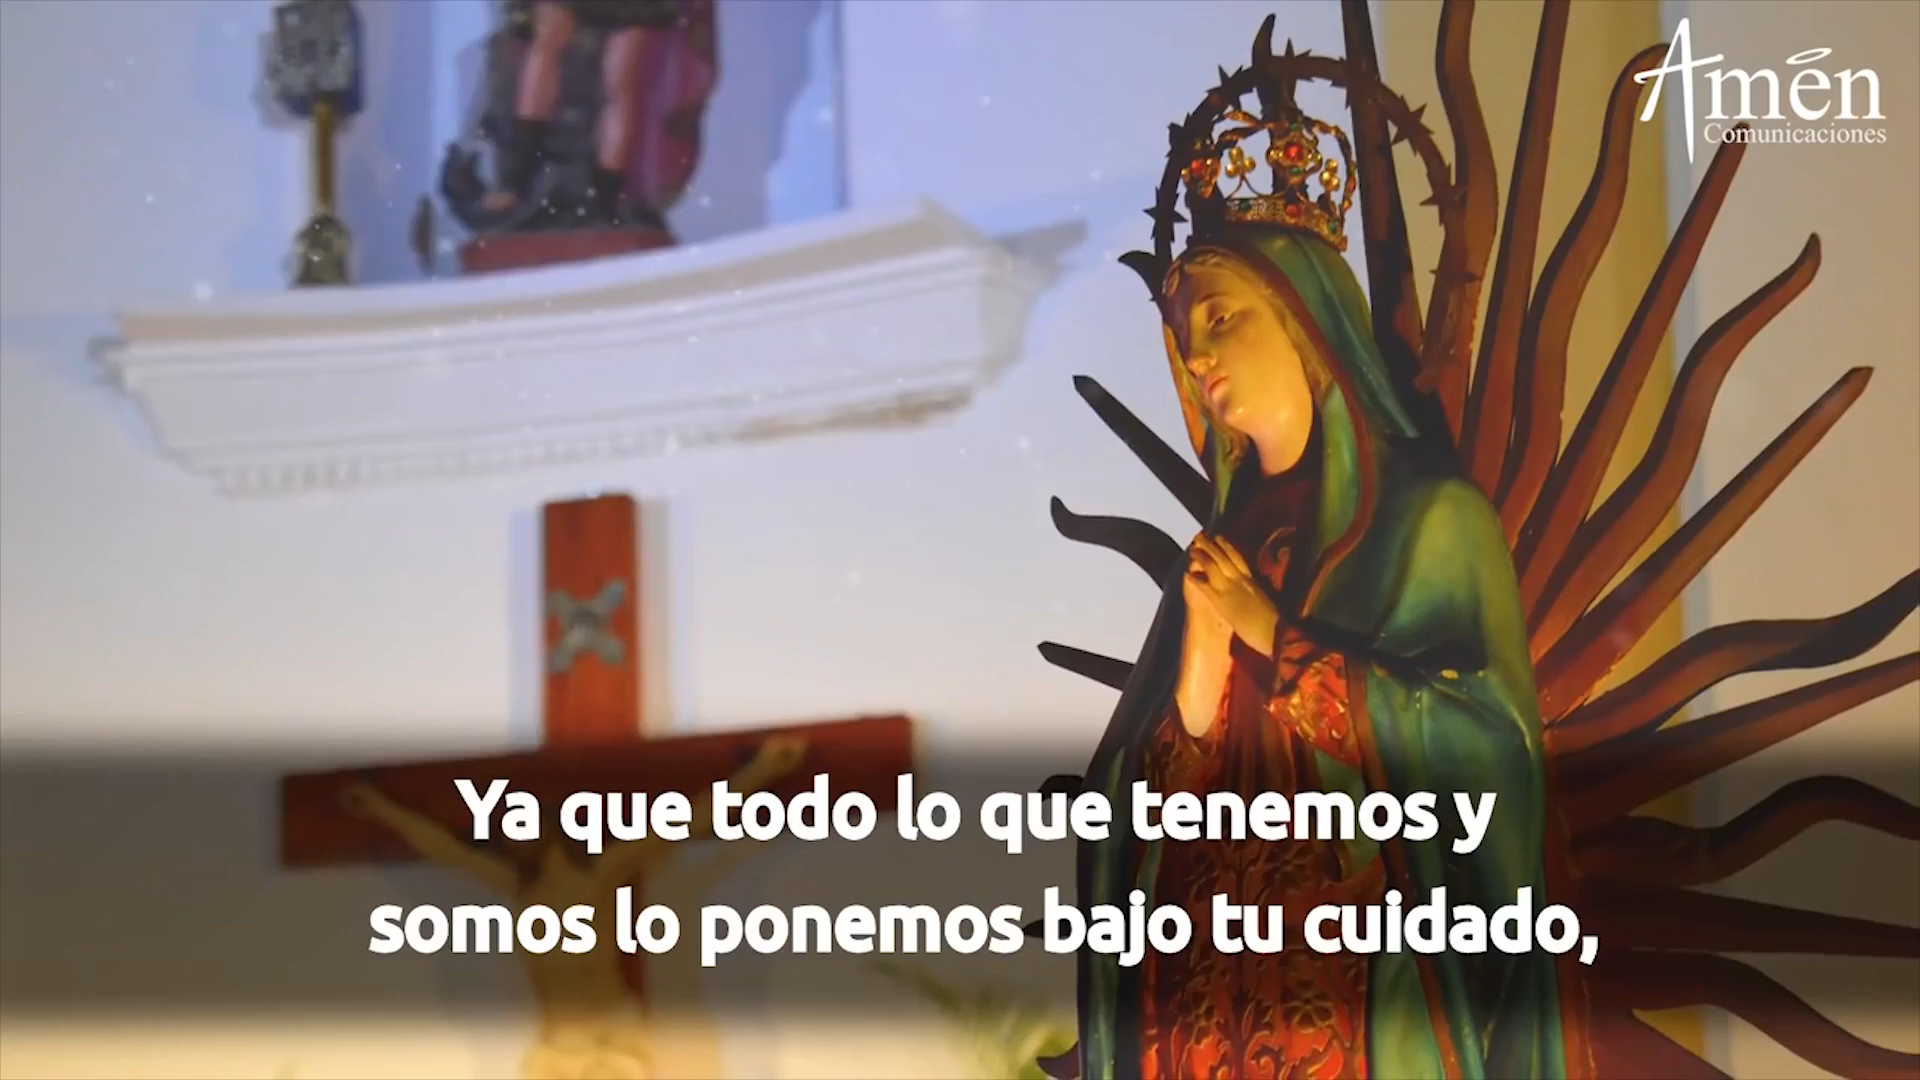 Amén
Comunicaciones
Ya que todo lo que tenemos y
somos lo ponemos bajo tu cuidado,